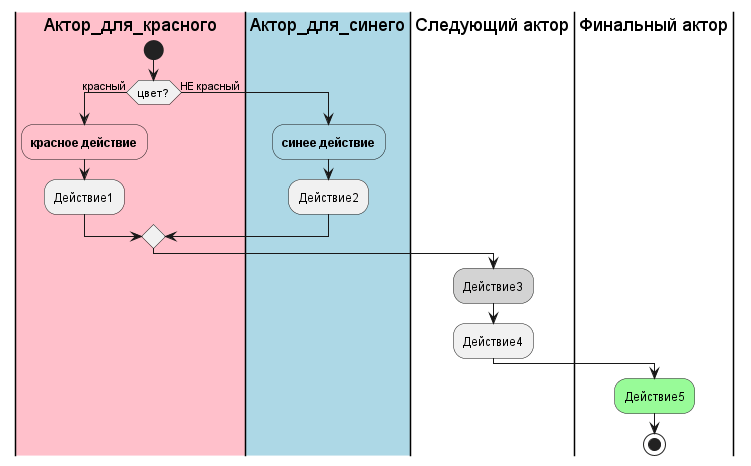 Актор_для_красного
Актор_для_синего
Следующий актор
Финальный актор
красный
цвет?
НЕ красный
красное действие
синее действие
Действие1
Действие2
Действие3
Действие4
Действие5